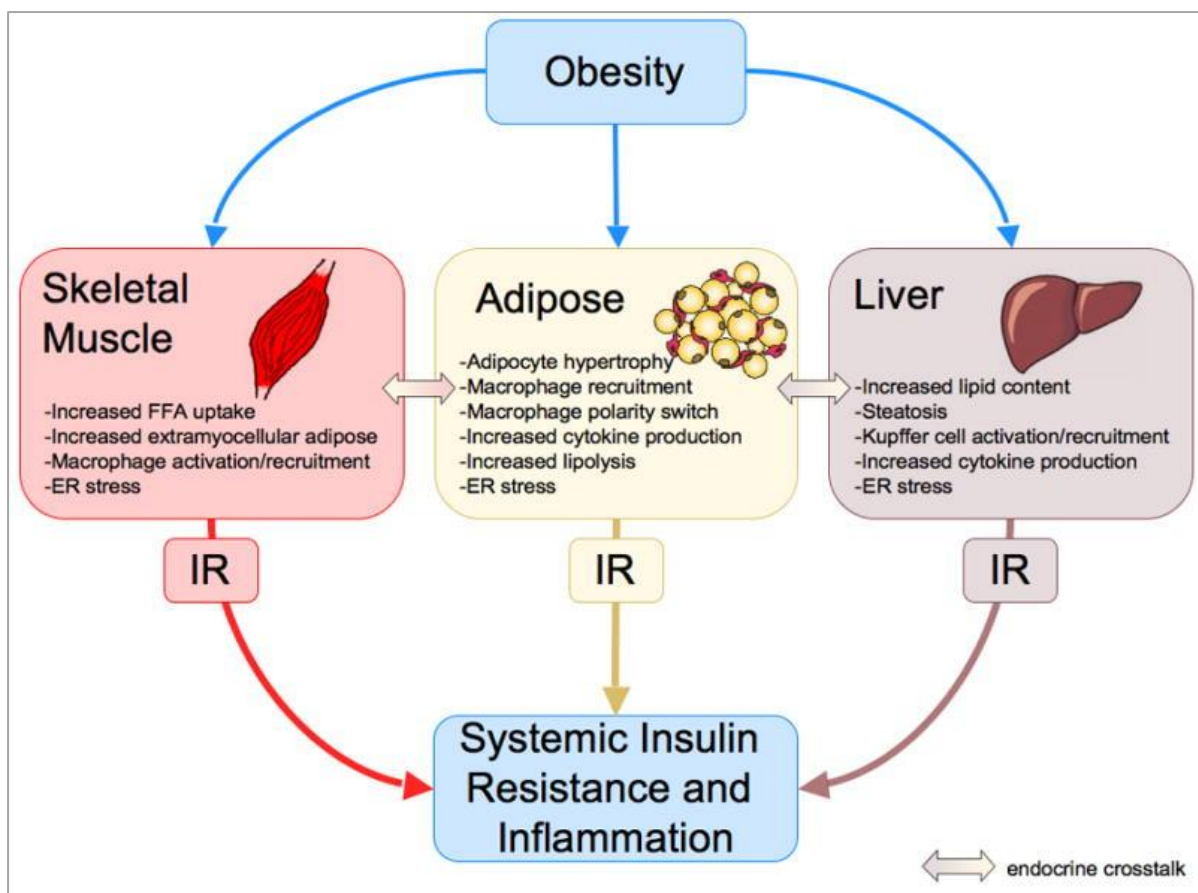 Obesity
Skeletal
Muscle
-Increased FFA uptake
-Increased extramyocellular adipose
-Macrophage activation/recruitment
-ER stress
Adipose
-Adipocyte hypertrophy
-Macrophage recruitment
-Macrophage polarity switch
-Increased cytokine production
-Increased lipolysis
-ER stress
Liver
-Increased lipid content
-Steatosis
-Kupffer cell activation/recruitment
-Increased cytokine production
-ER stress
IR
IR
IR
Systemic Insulin
Resistance and
Inflammation
endocrine crosstalk